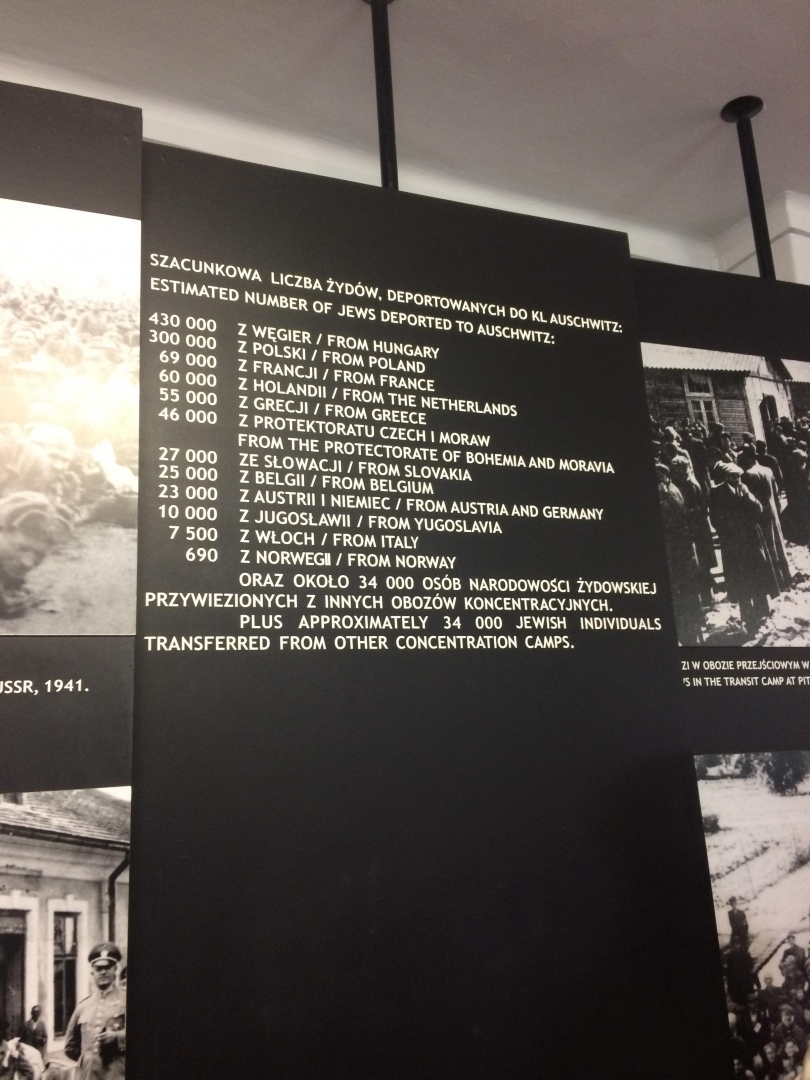 SZACUNKOWA LICZBA ŻYDÓW, DEPORTOWANYCH DO KL AUSCHWITZ:
ESTIMATED NUMBER OF JEWS DEPORTED TO AUSCHWITZ:
430 000 Z WĘGIER / FROM HUNGARY
300 000 Z POLSKI / FROM POLAND
69 000 Z FRANCJI / FROM FRANCE
60 000 Z HOLANDII / FROM THE NETHERLANDS
55 000 Z GRECJI / FROM GREECE
46 000 Z PROTEKTORATU CZECH I MORAW
FROM THE PROTECTORATE OF BOHEMIA AND MORAVIA
27 000 ZE SŁOWACJI / FROM SLOVAKIA
25 000 Z BELGII / FROM BELGIUM
23 000 Z AUSTRII I NIEMIEC / FROM AUSTRIA AND GERMANY
10 000 Z JUGOSŁAWII / FROM YUGOSLAVIA
7 500 Z WŁOCH / FROM ITALY
690 Z NORWEGII / FROM NORWAY
ORAZ OKOŁO 34 000 OSÓB NARODOWOŚCI ŻYDOWSKIEJ
PRZYWIEZIONYCH Z INNYCH OBOZÓW KONCENTRACYJNYCH.
PLUS APPROXIMATELY 34 000 JEWISH INDIVIDUALS
TRANSFERRED FROM OTHER CONCENTRATION CAMPS.
USSR, 1941.
ZI W OBOZIE PRZEJŚCIOWYM W
'S IN THE TRANSIT CAMP AT PIT